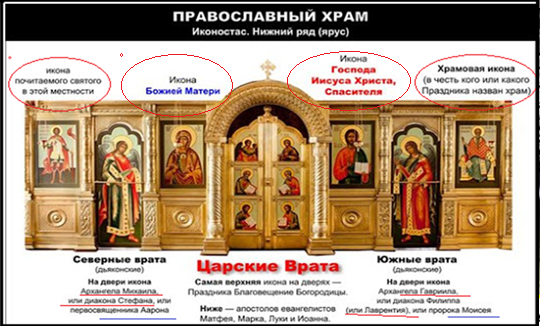 ПРАВОСЛАВНЫЙ ХРАМ
Иконостас. Нижний ряд (ярус)
икона
почитаемого святого
в этой местности
Икона
Божией Матери
Икона
Господа
Иисуса Христа,
Спасителя
Храмовая икона
(в честь кого или какого
Праздника назван храм)
Северные врата
(дьяконские)
На двери икона
Архангела Михаила,
или диакона Стефана, или
первосвященника Аарона
Царские Врата
Самая верхняя икона на дверях —
Праздника Благовещение Богородицы.
Ниже — апостолов евангелистов
Матфея, Марка, Луки и Иоанна.
Южные врата
(дьяконские)
На двери икона
Архангела Гавриила,
или диакона Филиппа
(или Лаврентия), или пророка Моисея